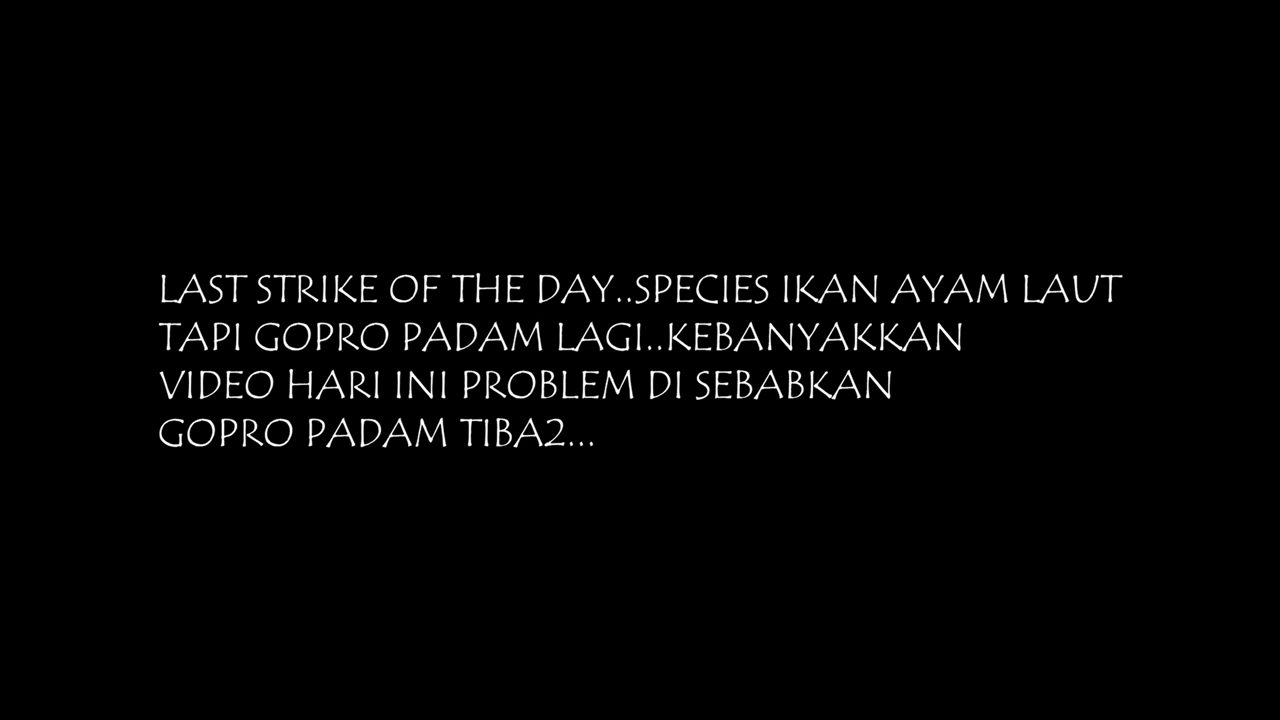 LAST STRIKE OF THE DAY..SPECIES IKAN AYAM LAUT
TAPI GOPRO PADAM LAGI..KEBANYAKKAN
VIDEO HARI INI PROBLEM DI SEBABKAN
GOPRO PADAM TIBA2...